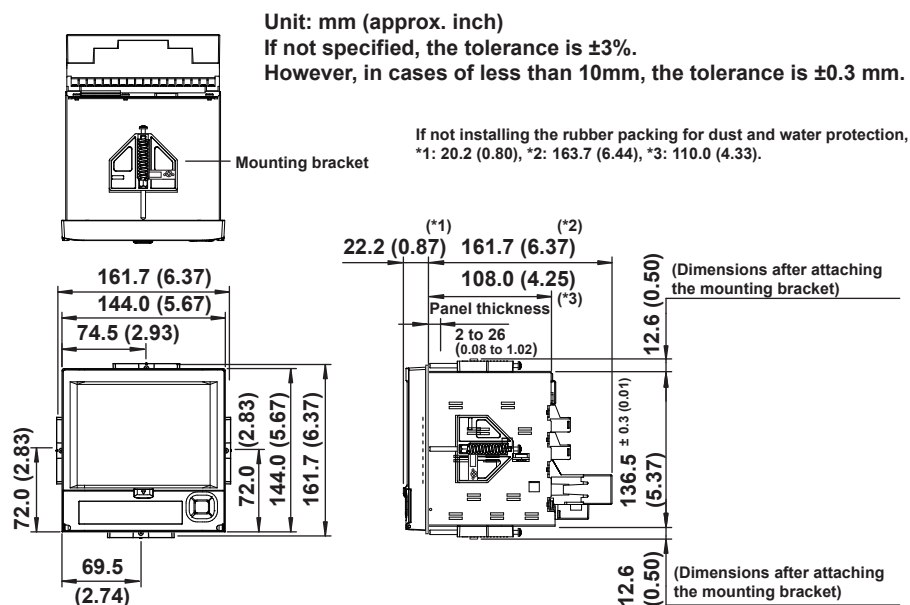 Unit: mm (approx. inch)
If not specified, the tolerance is ±3%.
However, in cases of less than 10mm, the tolerance is ±0.3 mm.
If not installing the rubber packing for dust and water protection,
*1: 20.2 (0.80), *2: 163.7 (6.44), *3: 110.0 (4.33).
Mounting bracket
161.7 (6.37)
144.0 (5.67)
74.5 (2.93)
72.0 (2.83)
72.0 (2.83)
144.0 (5.67)
161.7 (6.37)
69.5
(2.74)
(*1)
(*2)
22.2 (0.87)
161.7 (6.37)
108.0 (4.25)
(*3)
Panel thickness
2 to 26
(0.08 to 1.02)
12.6 (0.50)
(Dimensions after attaching
the mounting bracket)
136.5 ± 0.3 (0.01)
(5.37)
12.6
(0.50)
(Dimensions after attaching
the mounting bracket)